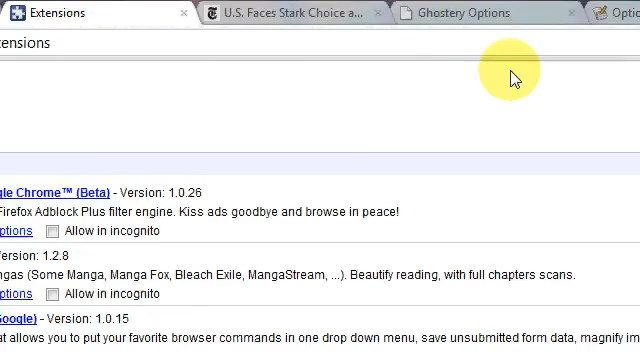 Extensions
U.S. Faces Stark Choice a...
Ghostery Options
Optio
tensions
gle Chrome™ (Beta) - Version: 1.0.26
Firefox Adblock Plus filter engine. Kiss ads goodbye and browse in peace!
ptions Allow in incognito
Version: 1.2.8
ngas (Some Manga, Manga Fox, Bleach Exile, MangaStream, ...). Beautify reading, with full chapters scans.
ptions Allow in incognito
Google) - Version: 1.0.15
at allows you to put your favorite browser commands in one drop down menu, save unsubmitted form data, magnify im